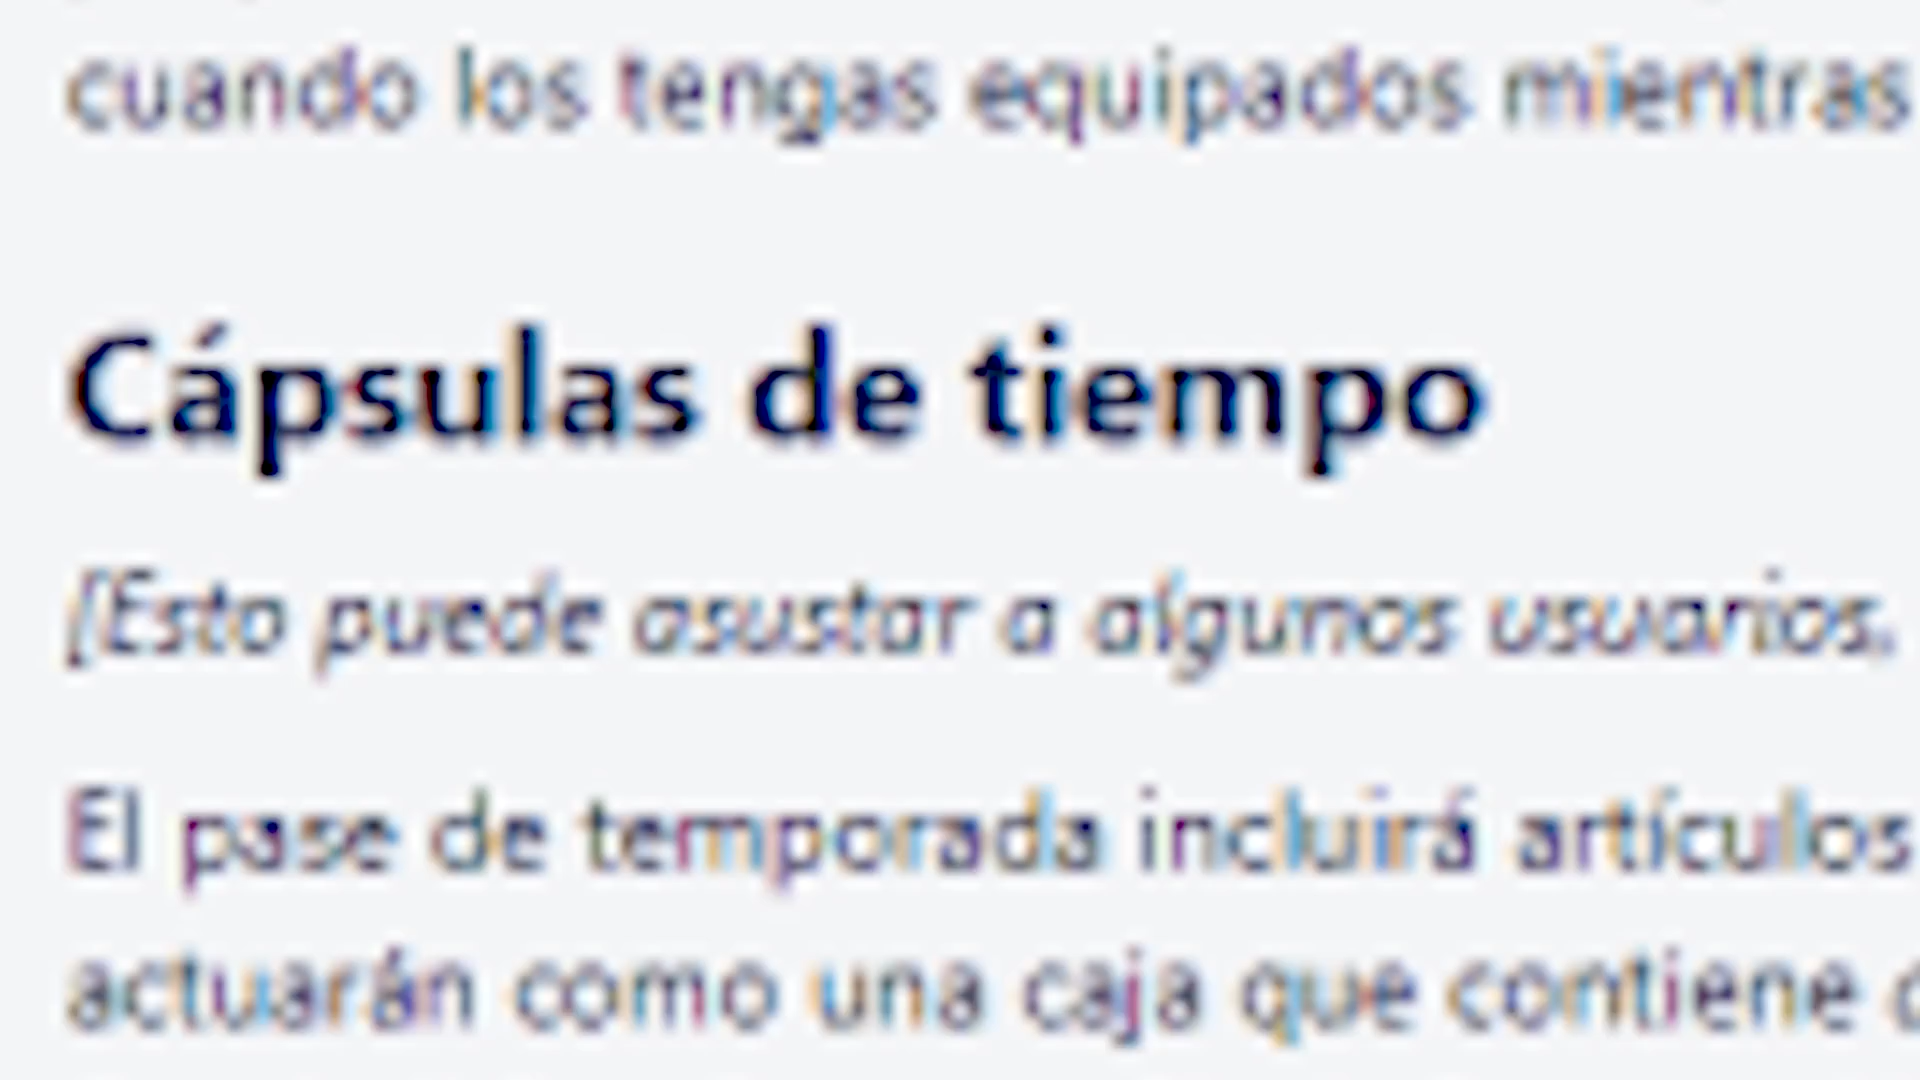 cuando los tengas equipados mientras
Cápsulas de tiempo
[Esto puede asustar a algunos usuarios,
El pase de temporada incluirá artículos
actuarán como una caja que contiene